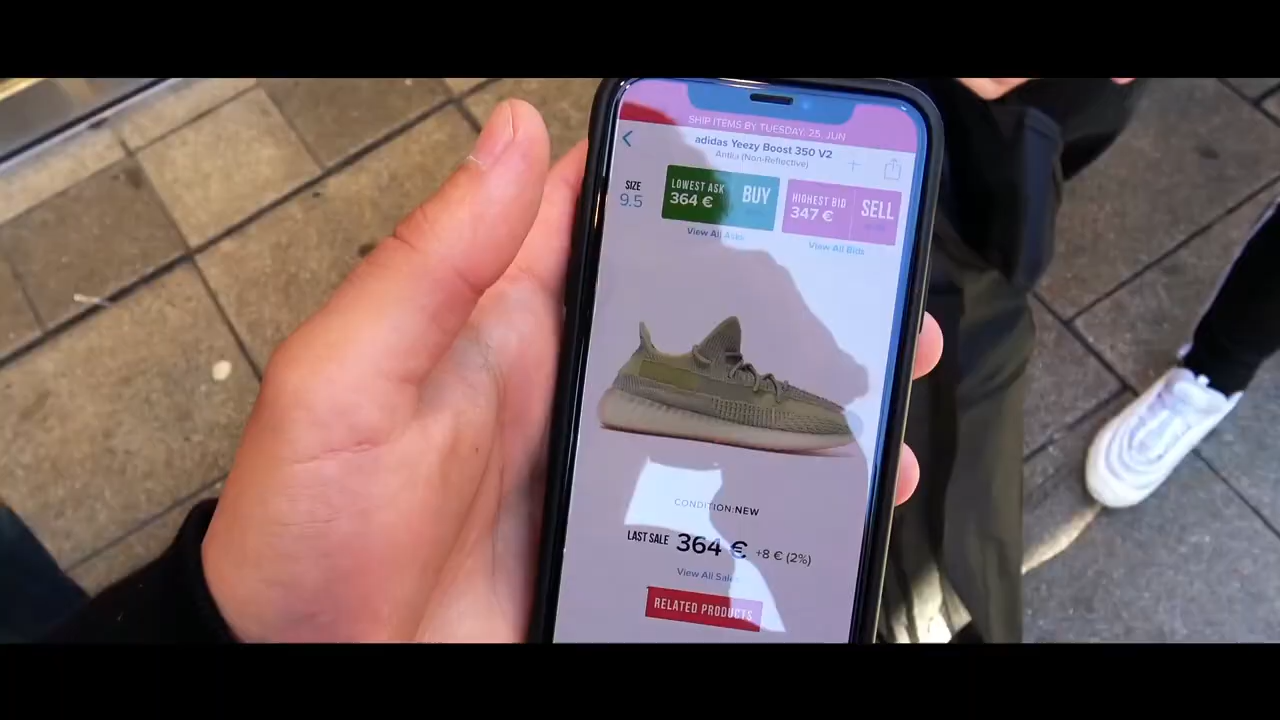 SHIP ITEMS BY TUESDAY, 25. JUN
adidas Yeezy Boost 350 V2
Antlia (Non-Reflective)
SIZE
9.5
LOWEST ASK
364 €
BUY
HIGHEST BID
347 €
SELL
View All Asks
View All Bids
CONDITION:NEW
LAST SALE 364 € +8 € (2%)
View All Sales
RELATED PRODUCTS